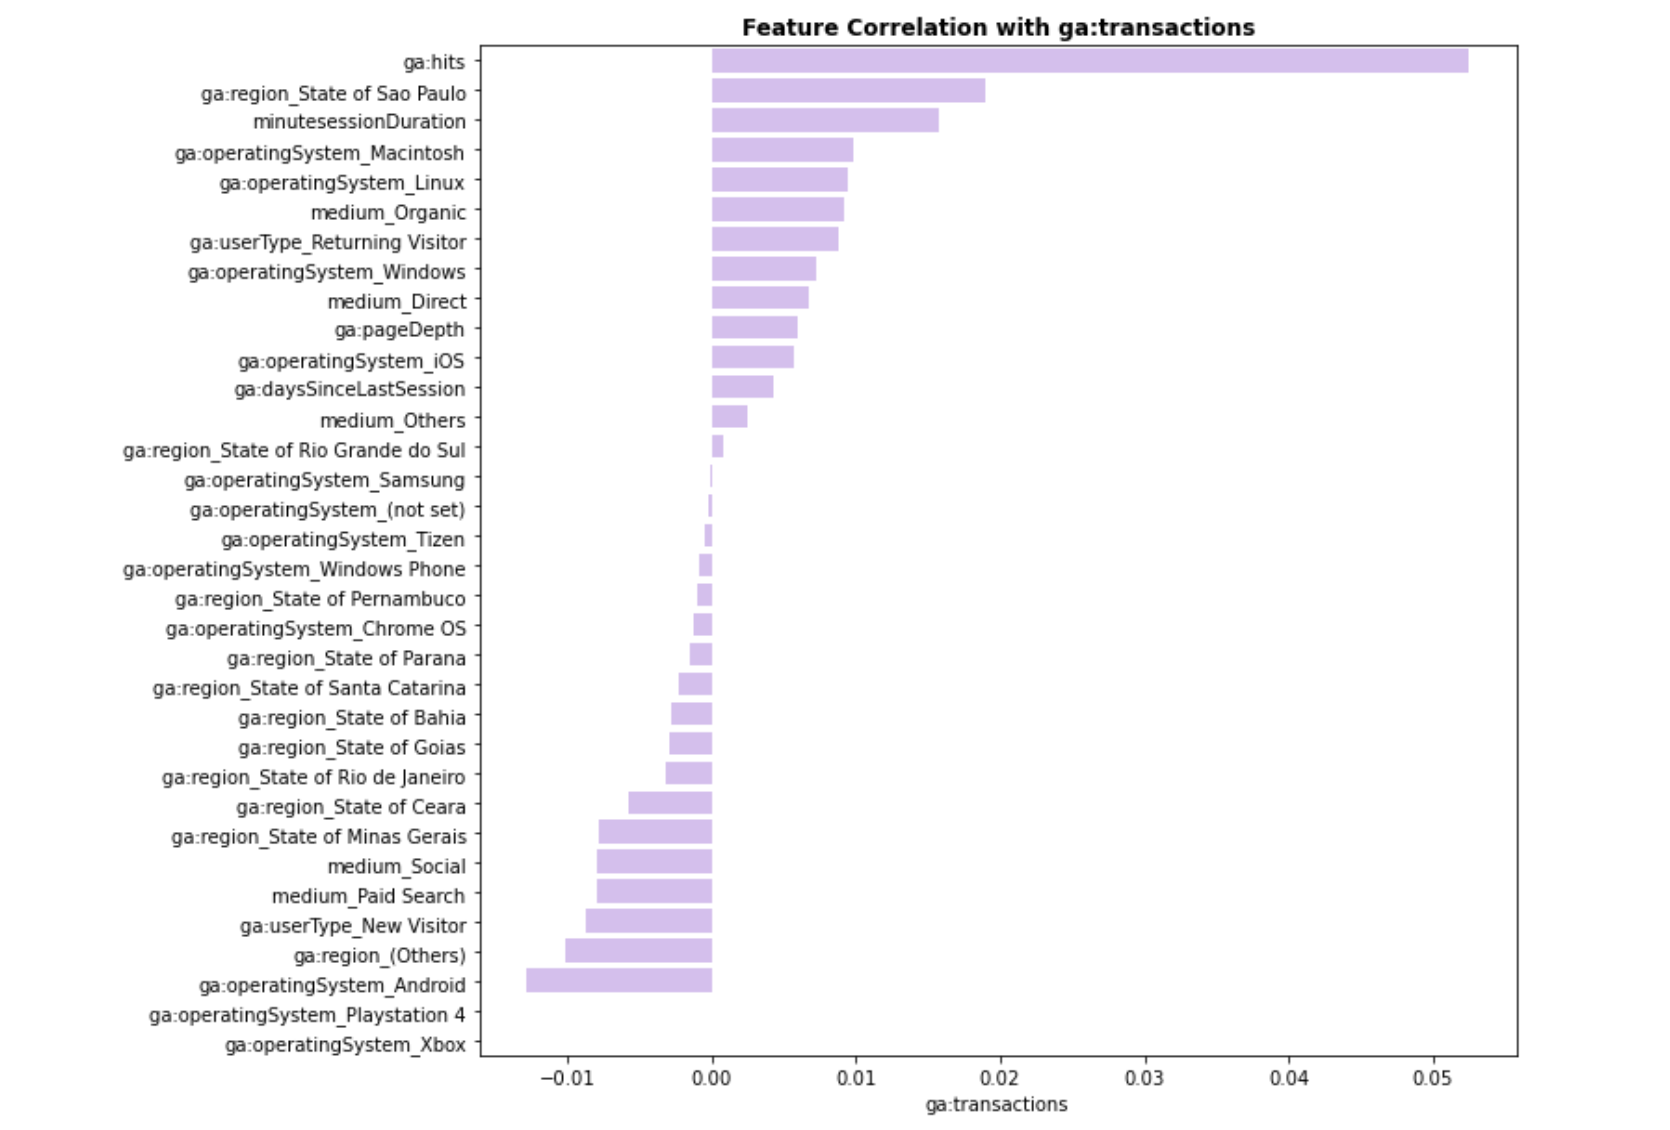 Feature Correlation with ga:transactions
ga:hits
ga:region_State of Sao Paulo
minutesessionDuration
ga:operatingSystem_Macintosh
ga:operatingSystem_Linux
medium_Organic
ga:userType_Returning Visitor
ga:operatingSystem_Windows
medium_Direct
ga:pageDepth
ga:operatingSystem_iOS
ga:daysSinceLastSession
medium_Others
ga:region_State of Rio Grande do Sul
ga:operatingSystem_Samsung
ga:operatingSystem_(not set)
ga:operatingSystem_Tizen
ga:operatingSystem_Windows Phone
ga:region_State of Pernambuco
ga:operatingSystem_Chrome OS
ga:region_State of Parana
ga:region_State of Santa Catarina
ga:region_State of Bahia
ga:region_State of Goias
ga:region_State of Rio de Janeiro
ga:region_State of Ceara
ga:region_State of Minas Gerais
medium_Social
medium_Paid Search
ga:userType_New Visitor
ga:region_(Others)
ga:operatingSystem_Android
ga:operatingSystem_Playstation 4
ga:operatingSystem_Xbox
−0.01 0.00 0.01 0.02 0.03 0.04 0.05
ga:transactions